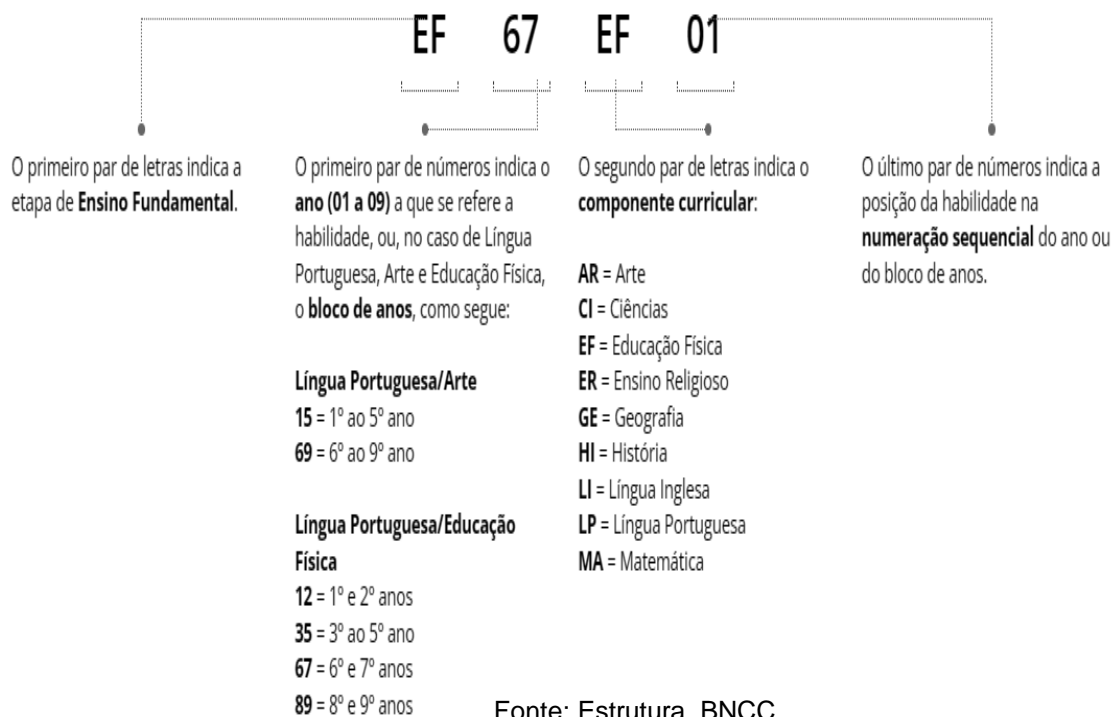 EF 67 EF 01
O primeiro par de letras indica a
etapa de Ensino Fundamental.
O primeiro par de números indica o
ano (01 a 09) a que se refere a
habilidade, ou, no caso de Língua
Portuguesa, Arte e Educação Física,
o bloco de anos, como segue:
Língua Portuguesa/Arte
15 = 1º ao 5º ano
69 = 6º ao 9º ano
Língua Portuguesa/Educação
Física
12 = 1º e 2º anos
35 = 3º ao 5º ano
67 = 6º e 7º anos
89 = 8º e 9º anos
O segundo par de letras indica o
componente curricular:
AR = Arte
CI = Ciências
EF = Educação Física
ER = Ensino Religioso
GE = Geografia
HI = História
LI = Língua Inglesa
LP = Língua Portuguesa
MA = Matemática
O último par de números indica a
posição da habilidade na
numeração sequencial do ano ou
do bloco de anos.
Fonte: Estrutura BNCC